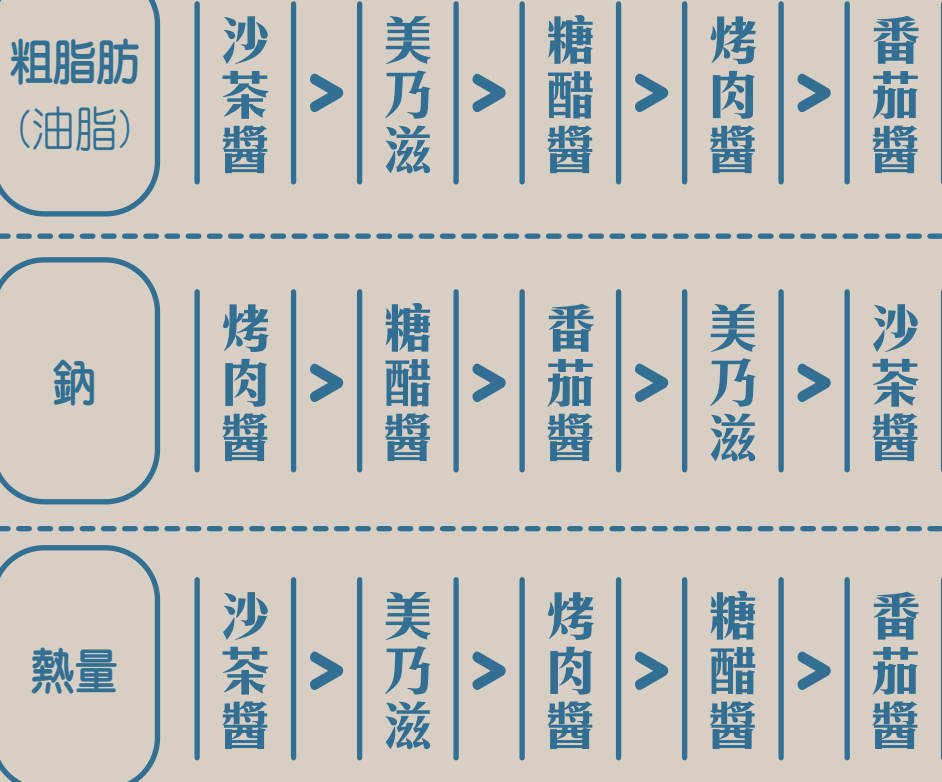 粗脂肪
(油脂)
沙茶醬 > 美乃滋 > 糖醋醬 > 烤肉醬 > 番茄醬
鈉
烤肉醬 > 糖醋醬 > 番茄醬 > 美乃滋 > 沙茶醬
熱量
沙茶醬 > 美乃滋 > 烤肉醬 > 糖醋醬 > 番茄醬